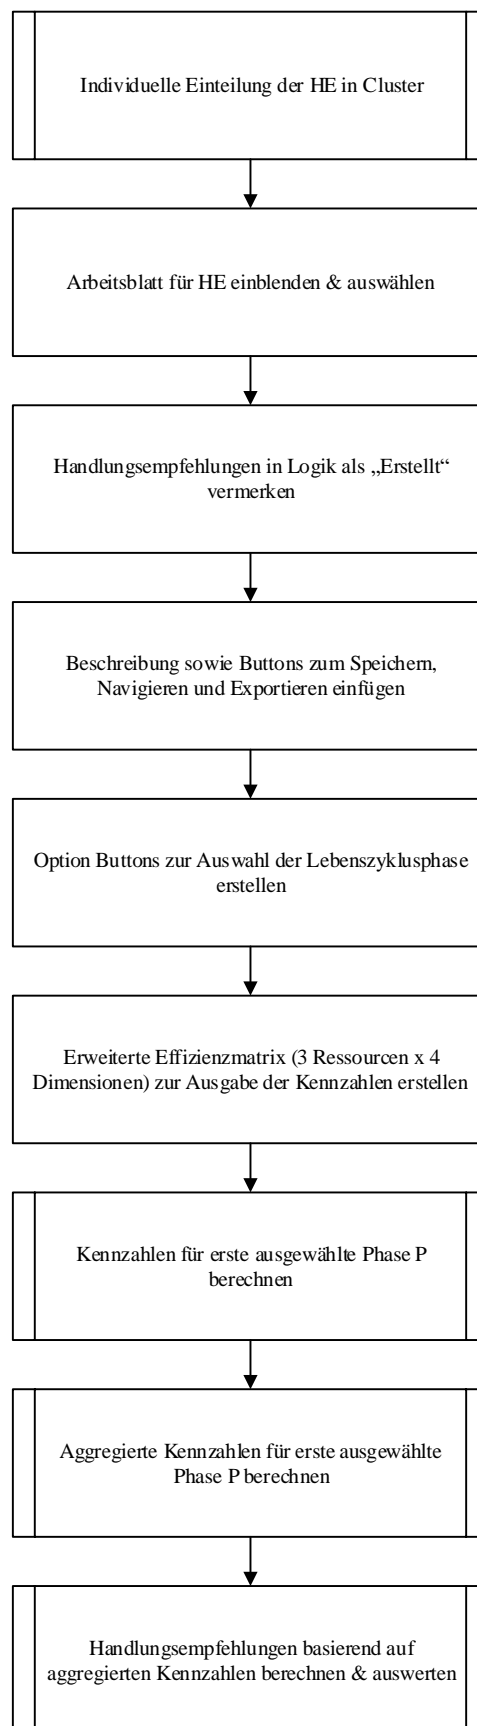 Individuelle Einteilung der HE in Cluster
Arbeitsblatt für HE einblenden & auswählen
Handlungsempfehlungen in Logik als „Erstellt“
vermerken
Beschreibung sowie Buttons zum Speichern,
Navigieren und Exportieren einfügen
Option Buttons zur Auswahl der Lebenszyklusphase
erstellen
Erweiterte Effizienzmatrix (3 Ressourcen x 4
Dimensionen) zur Ausgabe der Kennzahlen erstellen
Kennzahlen für erste ausgewählte Phase P
berechnen
Aggregierte Kennzahlen für erste ausgewählte
Phase P berechnen
Handlungsempfehlungen basierend auf
aggregierten Kennzahlen berechnen & auswerten